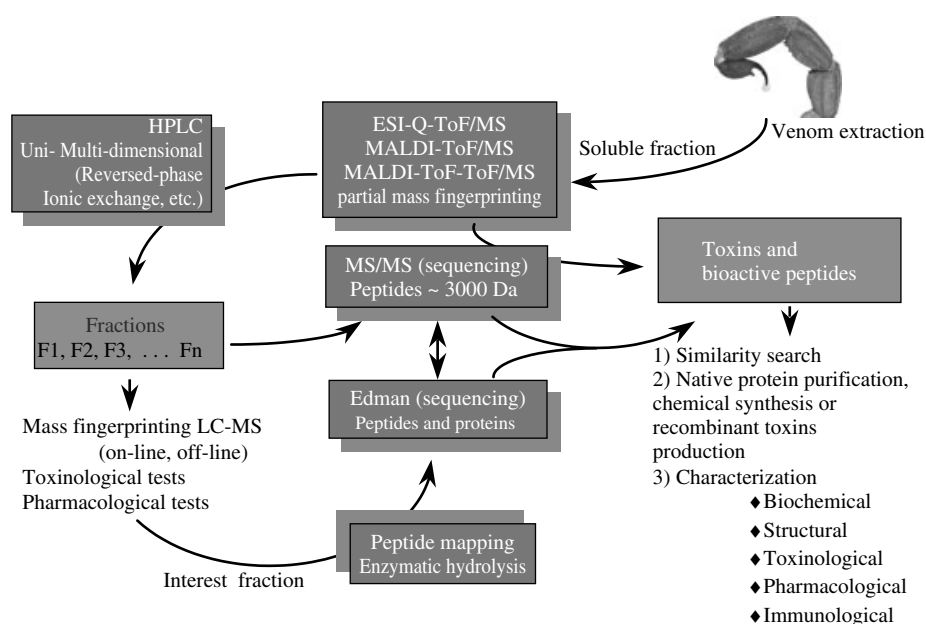 HPLC
Uni- Multi-dimensional
(Reversed-phase
Ionic exchange, etc.)
ESI-Q-ToF/MS
MALDI-ToF/MS
MALDI-ToF-ToF/MS
partial mass fingerprinting
Soluble fraction
Venom extraction
MS/MS (sequencing)
Peptides ~ 3000 Da
Toxins and
bioactive peptides
Fractions
F1, F2, F3, . . . Fn
Edman (sequencing)
Peptides and proteins
Mass fingerprinting LC-MS
(on-line, off-line)
Toxinological tests
Pharmacological tests
Interest fraction
Peptide mapping
Enzymatic hydrolysis
1) Similarity search
2) Native protein purification,
chemical synthesis or
recombinant toxins
production
3) Characterization
♦Biochemical
♦Structural
♦Toxinological
♦Pharmacological
♦Immunological